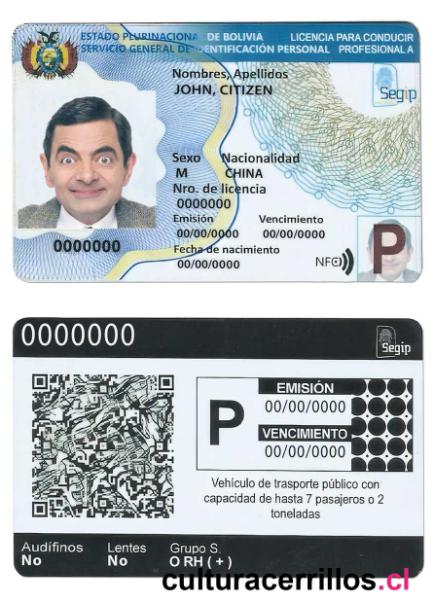 ESTADO PLURINACIONAL DE BOLIVIA LICENCIA PARA CONDUCIR
SERVICIO GENERAL DE IDENTIFICACIÓN PERSONAL PROFESIONAL A
Nombres, Apellidos
JOHN, CITIZEN
Segip
Sexo Nacionalidad
M CHINA
Nro. de licencia
0000000
Emisión Vencimiento
00/00/0000 00/00/0000
0000000
Fecha de nacimiento
00/00/0000
NFC
P
0000000
Segip
P
EMISIÓN
00/00/0000
VENCIMIENTO
00/00/0000
Vehículo de trasporte público con
capacidad de hasta 7 pasajeros o 2
toneladas
Audífinos Lentes Grupo S.
No No O RH ( + )
culturacerrillos.cl